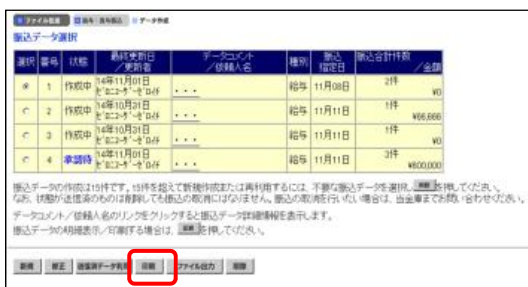 ファイル伝送 給与・賞与振込 データ作成
振込データ選択
選択 番号 状態 最終更新日／更新者 データコメント／依頼人名 種別 振込指定日 振込合計件数／金額
1 作成中 14年11月01日 ... 給与 11月08日 2件 ¥0
2 作成中 14年10月31日 ... 給与 11月11日 1件 ¥66,666
3 作成中 14年10月31日 ... 給与 11月11日 1件 ¥0
4 承認待 14年11月01日 ... 給与 11月11日 3件 ¥600,000
振込データの作成は15件です。15件を超えて新規作成または再利用するには、不要な振込データを選択し、削除を押してください。
なお、状態が送信済のものは削除しても振込の取消にはなりません。振込の取消を行いたい場合は、当金庫までお問い合わせください。
データコメント／依頼人名のリンクをクリックすると振込データ詳細情報を表示します。
振込データの明細表示／印刷する場合は、印刷を押してください。
新規 修正 送信済データ再利用 印刷 ファイル出力 削除